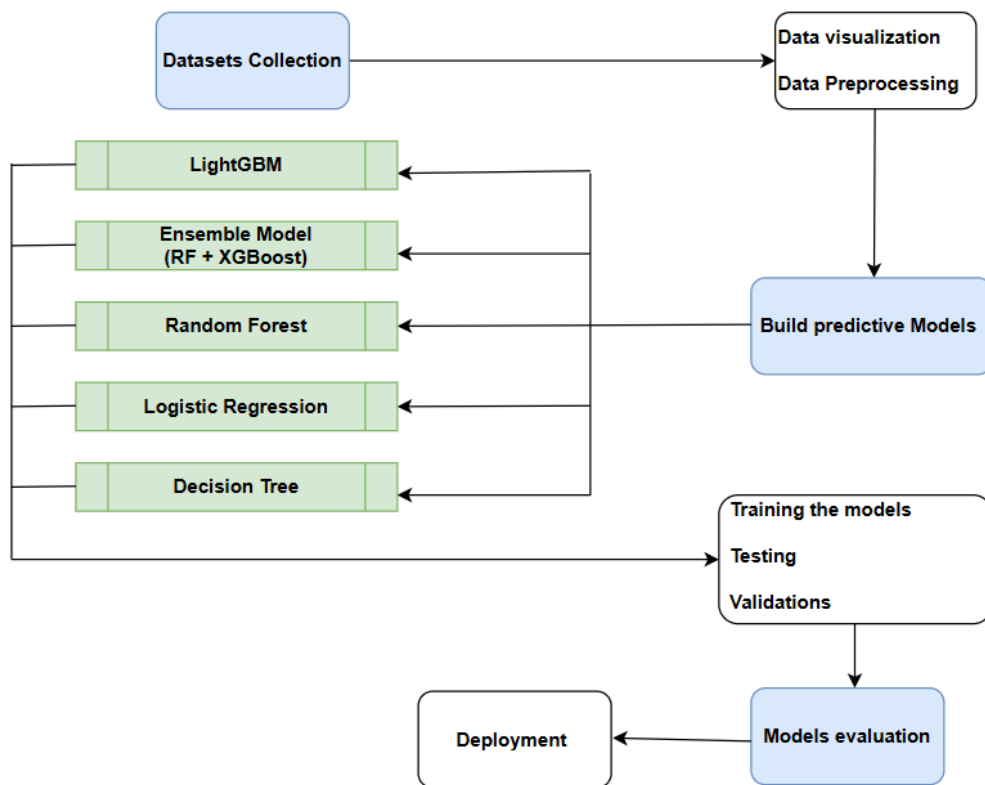 Datasets Collection
Data visualization
Data Preprocessing
LightGBM
Ensemble Model
(RF + XGBoost)
Random Forest
Build predictive Models
Logistic Regression
Decision Tree
Training the models
Testing
Validations
Models evaluation
Deployment